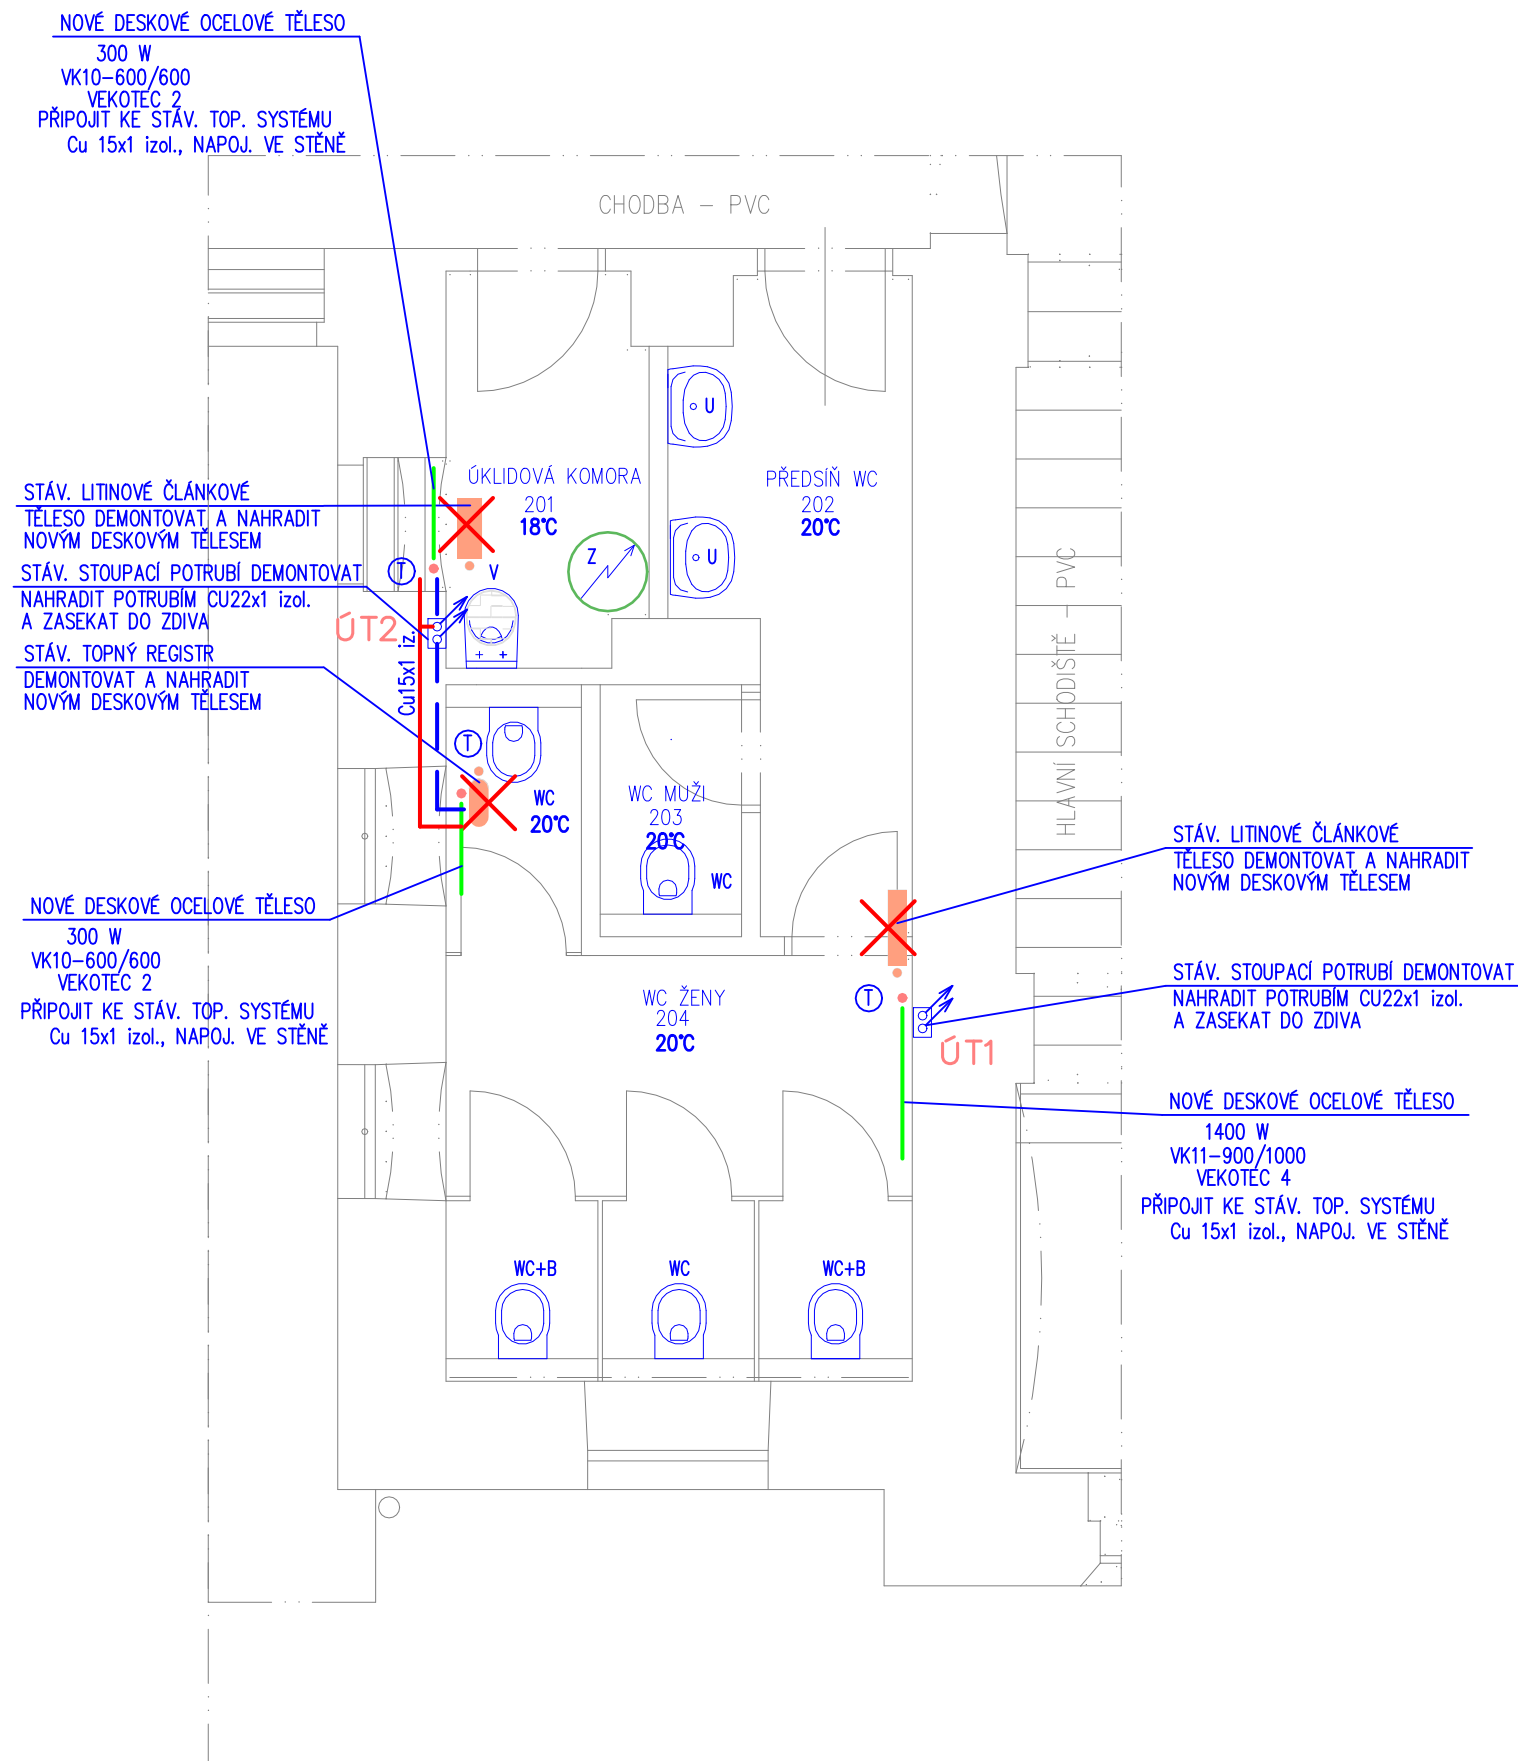 NOVÉ DESKOVÉ OCELOVÉ TĚLESO
300 W
VK10-600/600
VEKOTEC 2
PŘIPOJIT KE STÁV. TOP. SYSTÉMU
Cu 15x1 izol., NAPOJ. VE STĚNĚ
CHODBA - PVC
U
ÚKLIDOVÁ KOMORA
201
18°C
PŘEDSÍŇ WC
202
20°C
STÁV. LITINOVÉ ČLÁNKOVÉ
TĚLESO DEMONTOVAT A NAHRADIT
NOVÝM DESKOVÝM TĚLESEM
U
Z
T
V
STÁV. STOUPACÍ POTRUBÍ DEMONTOVAT
NAHRADIT POTRUBÍM CU22x1 izol.
A ZASEKAT DO ZDIVA
ÚT2
Cu15x1 iz.
STÁV. TOPNÝ REGISTR
DEMONTOVAT A NAHRADIT
NOVÝM DESKOVÝM TĚLESEM
HLAVNÍ SCHODIŠTĚ - PVC
T
WC
20°C
WC MUŽI
203
20°C
WC
STÁV. LITINOVÉ ČLÁNKOVÉ
TĚLESO DEMONTOVAT A NAHRADIT
NOVÝM DESKOVÝM TĚLESEM
NOVÉ DESKOVÉ OCELOVÉ TĚLESO
300 W
VK10-600/600
VEKOTEC 2
PŘIPOJIT KE STÁV. TOP. SYSTÉMU
Cu 15x1 izol., NAPOJ. VE STĚNĚ
WC ŽENY
204
20°C
T
STÁV. STOUPACÍ POTRUBÍ DEMONTOVAT
NAHRADIT POTRUBÍM CU22x1 izol.
A ZASEKAT DO ZDIVA
ÚT1
NOVÉ DESKOVÉ OCELOVÉ TĚLESO
1400 W
VK11-900/1000
VEKOTEC 4
PŘIPOJIT KE STÁV. TOP. SYSTÉMU
Cu 15x1 izol., NAPOJ. VE STĚNĚ
WC+B
WC
WC+B